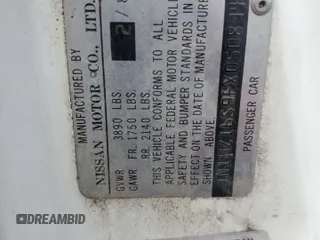 MANUFACTURED BY
NISSAN MOTOR CO., LTD.
2/8
GVWR 3890 LBS.
GAWR FR. 1750 LBS.
RR. 2140 LBS.
THIS VEHICLE CONFORMS TO ALL
APPLICABLE FEDERAL MOTOR VEHICLE
SAFETY AND BUMPER STANDARDS IN
EFFECT ON THE DATE OF MANUFACTURE
SHOWN ABOVE.
PASSENGER CAR
DREAMBID